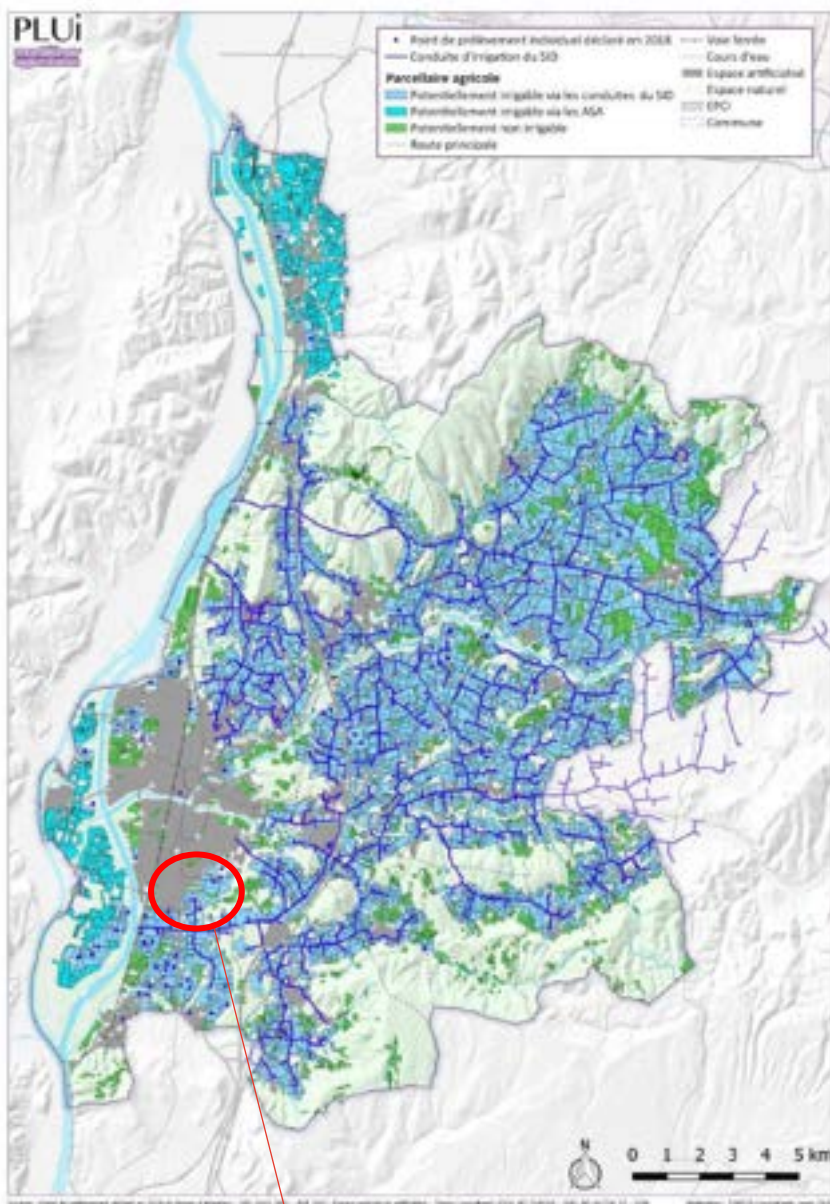 PLUi
Point de prélèvement individuel déclaré en 2018
Conduite d'irrigation du SID
Parcellaire agricole
Potentiellement irrigable via les conduites du SID
Potentiellement irrigable via les ASA
Potentiellement non irrigable
Route principale
Voie ferrée
Cours d'eau
Espace artificialisé
Espace naturel
EPCI
Commune
N
0 1 2 3 4 5 km